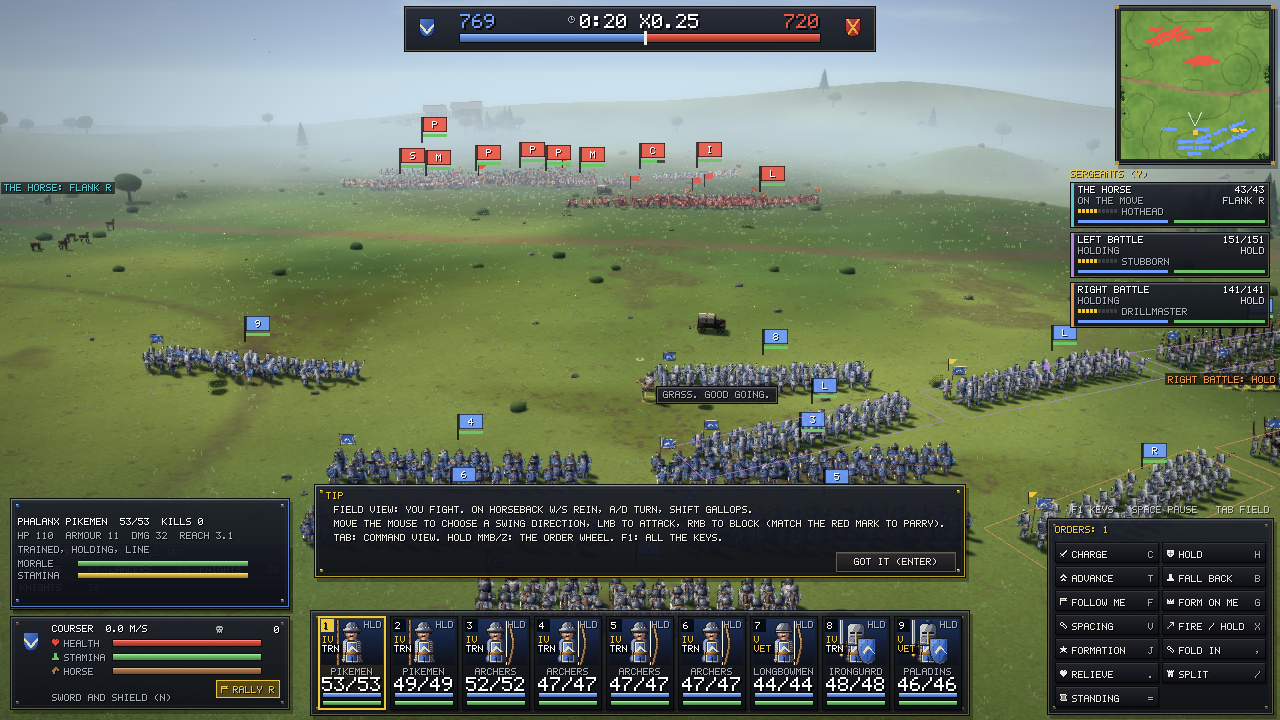 769 0:20 X0.25 720
P
S M P P P M C I
L
THE HORSE: FLANK R
SERGEANTS (Y)
THE HORSE 43/43
ON THE MOVE FLANK R
HOTHEAD
LEFT BATTLE 151/151
HOLDING HOLD
STUBBORN
RIGHT BATTLE 141/141
HOLDING HOLD
DRILLMASTER
9
8
L
L
GRASS. GOOD GOING.
RIGHT BATTLE: HOLD
4
3
6
5
R
TIP
FIELD VIEW: YOU FIGHT. ON HORSEBACK W/S REIN, A/D TURN, SHIFT GALLOPS.
MOVE THE MOUSE TO CHOOSE A SWING DIRECTION, LMB TO ATTACK, RMB TO BLOCK (MATCH THE RED MARK TO PARRY).
TAB: COMMAND VIEW. HOLD MMB/Z: THE ORDER WHEEL. F1: ALL THE KEYS.
GOT IT (ENTER)
PHALANX PIKEMEN 53/53 KILLS 0
HP 110 ARMOUR 11 DMG 32 REACH 3.1
TRAINED, HOLDING, LINE
MORALE
STAMINA
COURSER 0.0 M/S 0
HEALTH
STAMINA
HORSE
SWORD AND SHIELD (N)
RALLY R
1 HLD IV TRN PIKEMEN 53/53
2 HLD IV TRN PIKEMEN 49/49
3 HLD IV TRN ARCHERS 52/52
4 HLD IV TRN ARCHERS 47/47
5 HLD IV TRN ARCHERS 47/47
6 HLD IV TRN ARCHERS 47/47
7 HLD V VET LONGBOWMEN 44/44
8 HLD IV TRN IRONGUARD 48/48
9 HLD IV VET PALADINS 46/46
F1 KEYS SPACE PAUSE TAB FIELD
ORDERS: 1
CHARGE C HOLD H
ADVANCE T FALL BACK B
FOLLOW ME F FORM ON ME G
SPACING V FIRE / HOLD X
FORMATION J FOLD IN ,
RELIEVE . SPLIT /
STANDING =